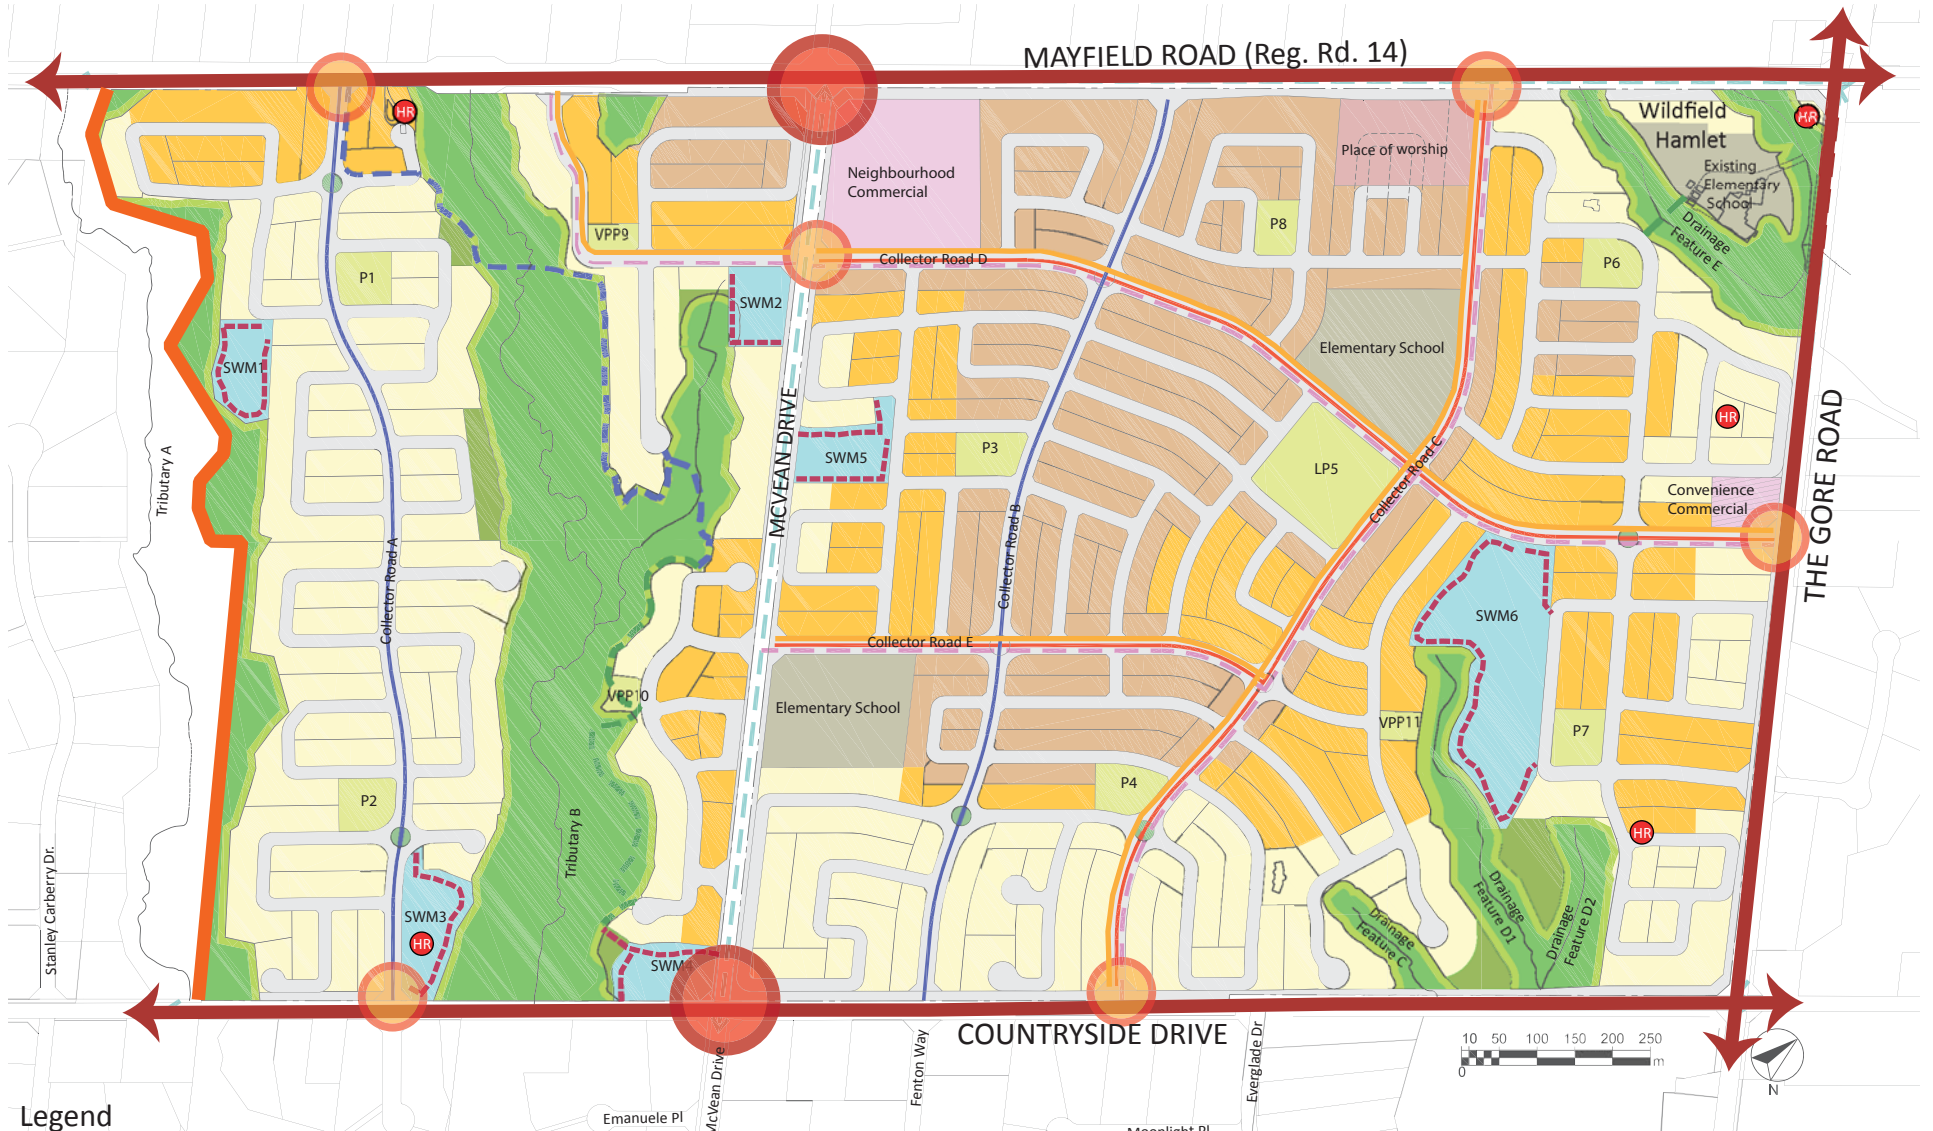 MAYFIELD ROAD (Reg. Rd. 14)
HR
HR
Wildfield
Hamlet
Existing
Elementary
School
Place of worship
Neighbourhood
Commercial
P8
VPP9
Drainage
Feature E
Collector Road D
P6
P1
SWM2
Elementary School
SWM1
HR
MCVEAN DRIVE
THE GORE ROAD
P3
SWM5
LP5
Collector Road C
Tributary A
Convenience
Commercial
Collector Road B
Collector Road A
SWM6
Collector Road E
VPP10
Elementary School
VPP11
P7
P4
P2
HR
Tributary B
Stanley Carberry Dr.
SWM3
HR
Drainage
Feature C
Drainage
Feature D1
Drainage
Feature D2
SWM4
COUNTRYSIDE DRIVE
10 50 100 150 200 250
m
0
N
McVean Drive
Fenton Way
Everglade Dr
Emanuele Pl
Moonlight Pl
Legend